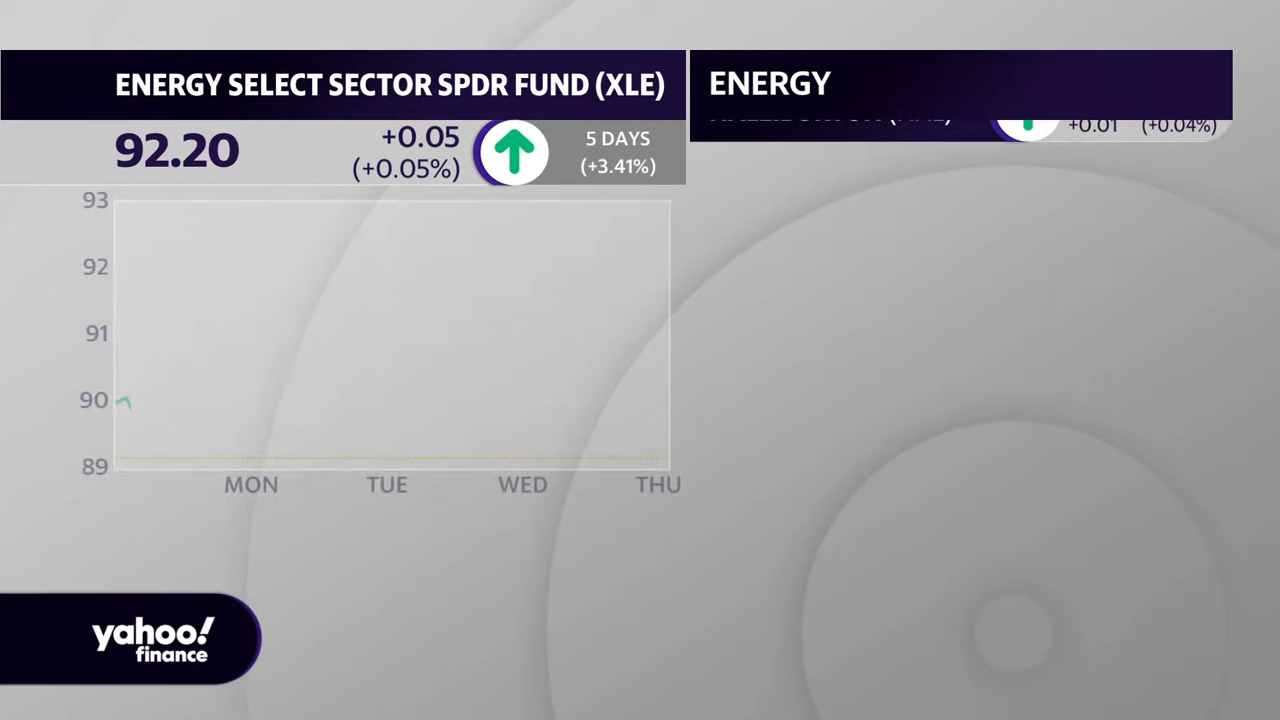 ENERGY SELECT SECTOR SPDR FUND (XLE)
92.20
+0.05
(+0.05%)
5 DAYS
(+3.41%)
93
92
91
90
89
MON TUE WED THU
ENERGY
+0.01 (+0.04%)
yahoo!
finance